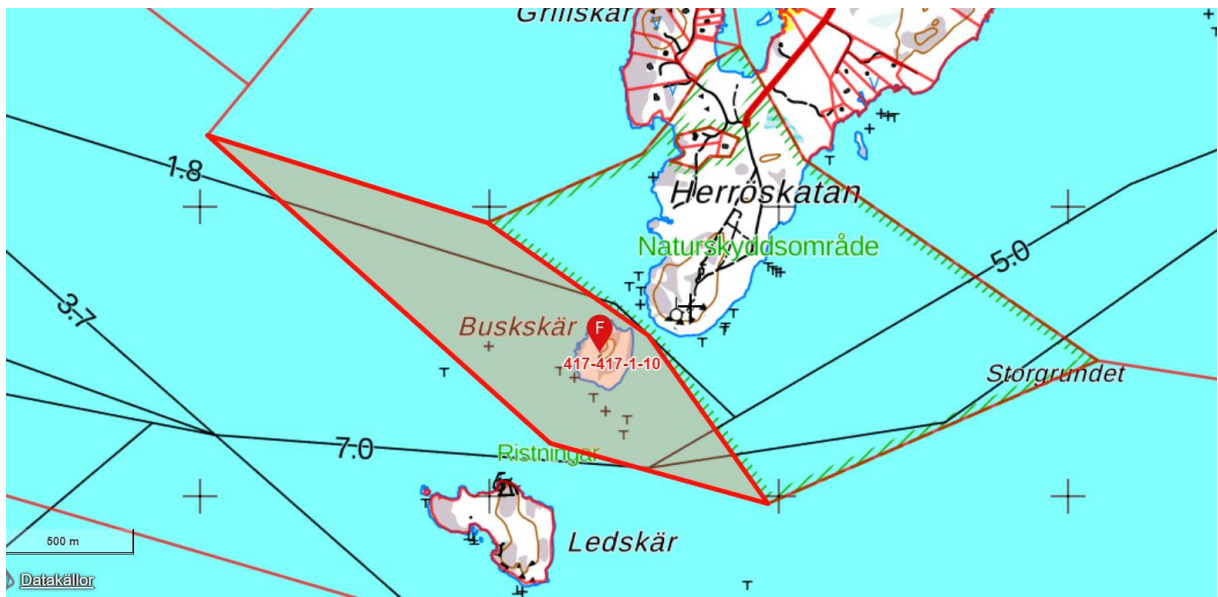 Grillskär
1.8
Herröskatan
Naturskyddsområde
5.0
3.7
Buskskär
F
417-417-1-10
Storgrundet
7.0
Ristningar
Ledskär
500 m
Datakällor